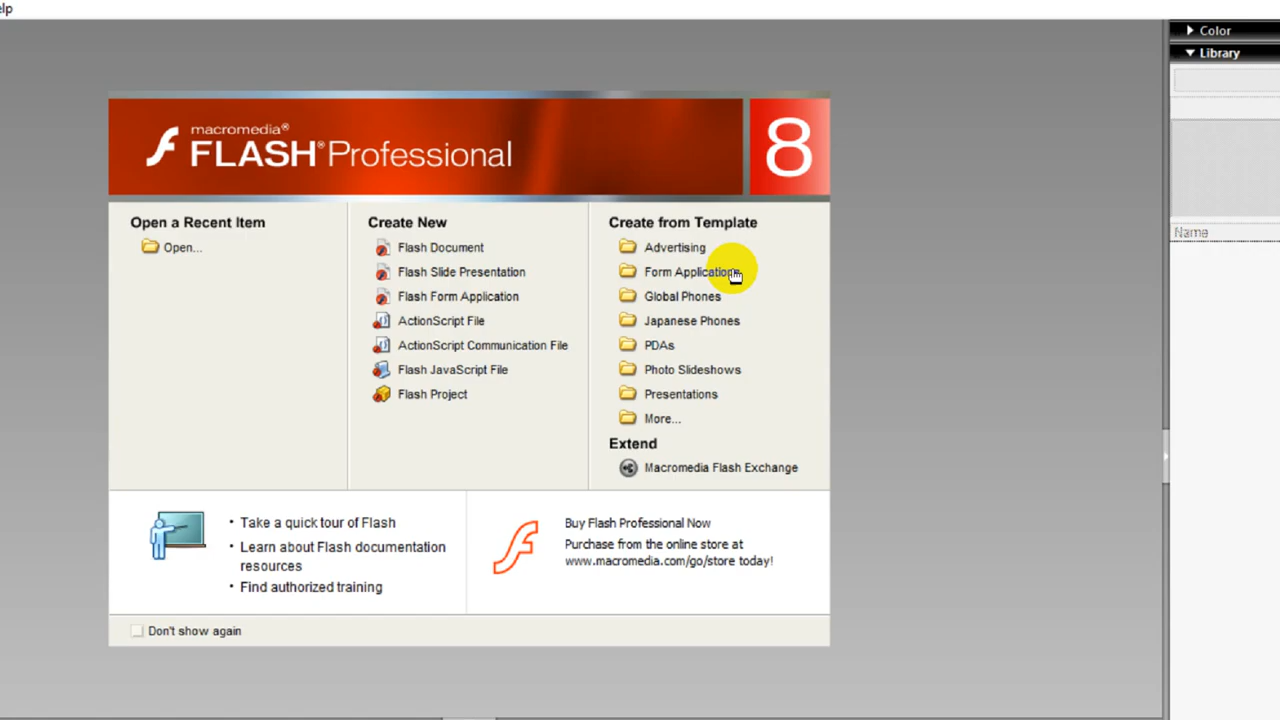 elp
Color
Library
Name
macromedia®
FLASH® Professional
8
Open a Recent Item
Open...
Create New
Flash Document
Flash Slide Presentation
Flash Form Application
ActionScript File
ActionScript Communication File
Flash JavaScript File
Flash Project
Create from Template
Advertising
Form Applications
Global Phones
Japanese Phones
PDAs
Photo Slideshows
Presentations
More...
Extend
Macromedia Flash Exchange
• Take a quick tour of Flash
• Learn about Flash documentation
resources
• Find authorized training
Buy Flash Professional Now
Purchase from the online store at
www.macromedia.com/go/store today!
Don't show again